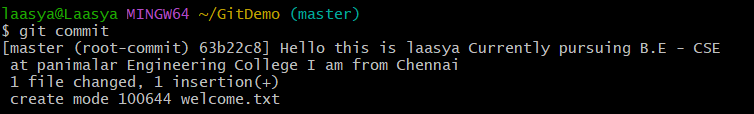 laasya@Laasya MINGW64 ~/GitDemo (master)
$ git commit
[master (root-commit) 63b22c8] Hello this is laasya Currently pursuing B.E - CSE
at panimalar Engineering College I am from Chennai
1 file changed, 1 insertion(+)
create mode 100644 welcome.txt